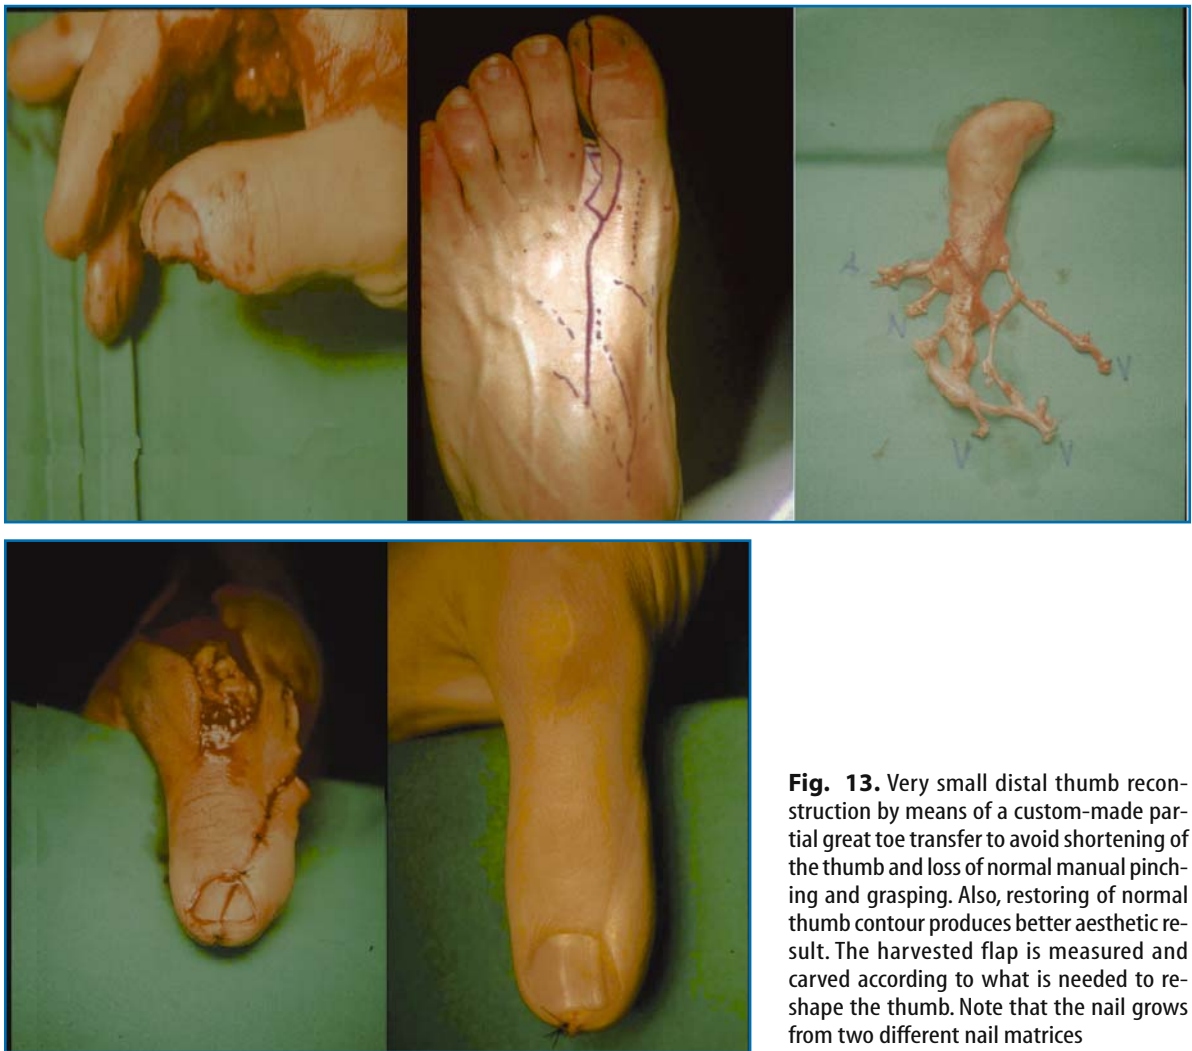 A
N
V
V
V
Fig. 13. Very small distal thumb recon-
struction by means of a custom-made par-
tial great toe transfer to avoid shortening of
the thumb and loss of normal manual pinch-
ing and grasping. Also, restoring of normal
thumb contour produces better aesthetic re-
sult. The harvested flap is measured and
carved according to what is needed to re-
shape the thumb. Note that the nail grows
from two different nail matrices